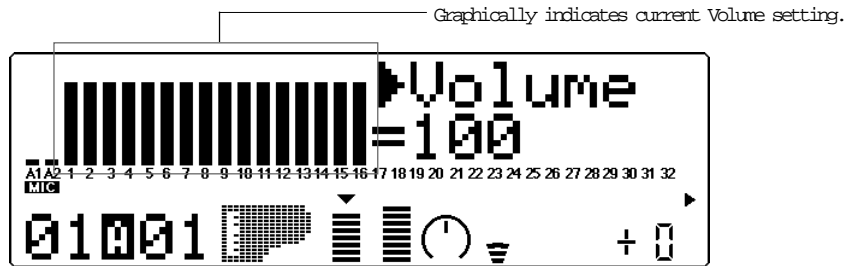 Graphically indicates current Volume setting.
▶Volume
=100
A1 A2 1 2 3 4 5 6 7 8 9 10 11 12 13 14 15 16 17 18 19 20 21 22 23 24 25 26 27 28 29 30 31 32
MIC
01A01 + 0